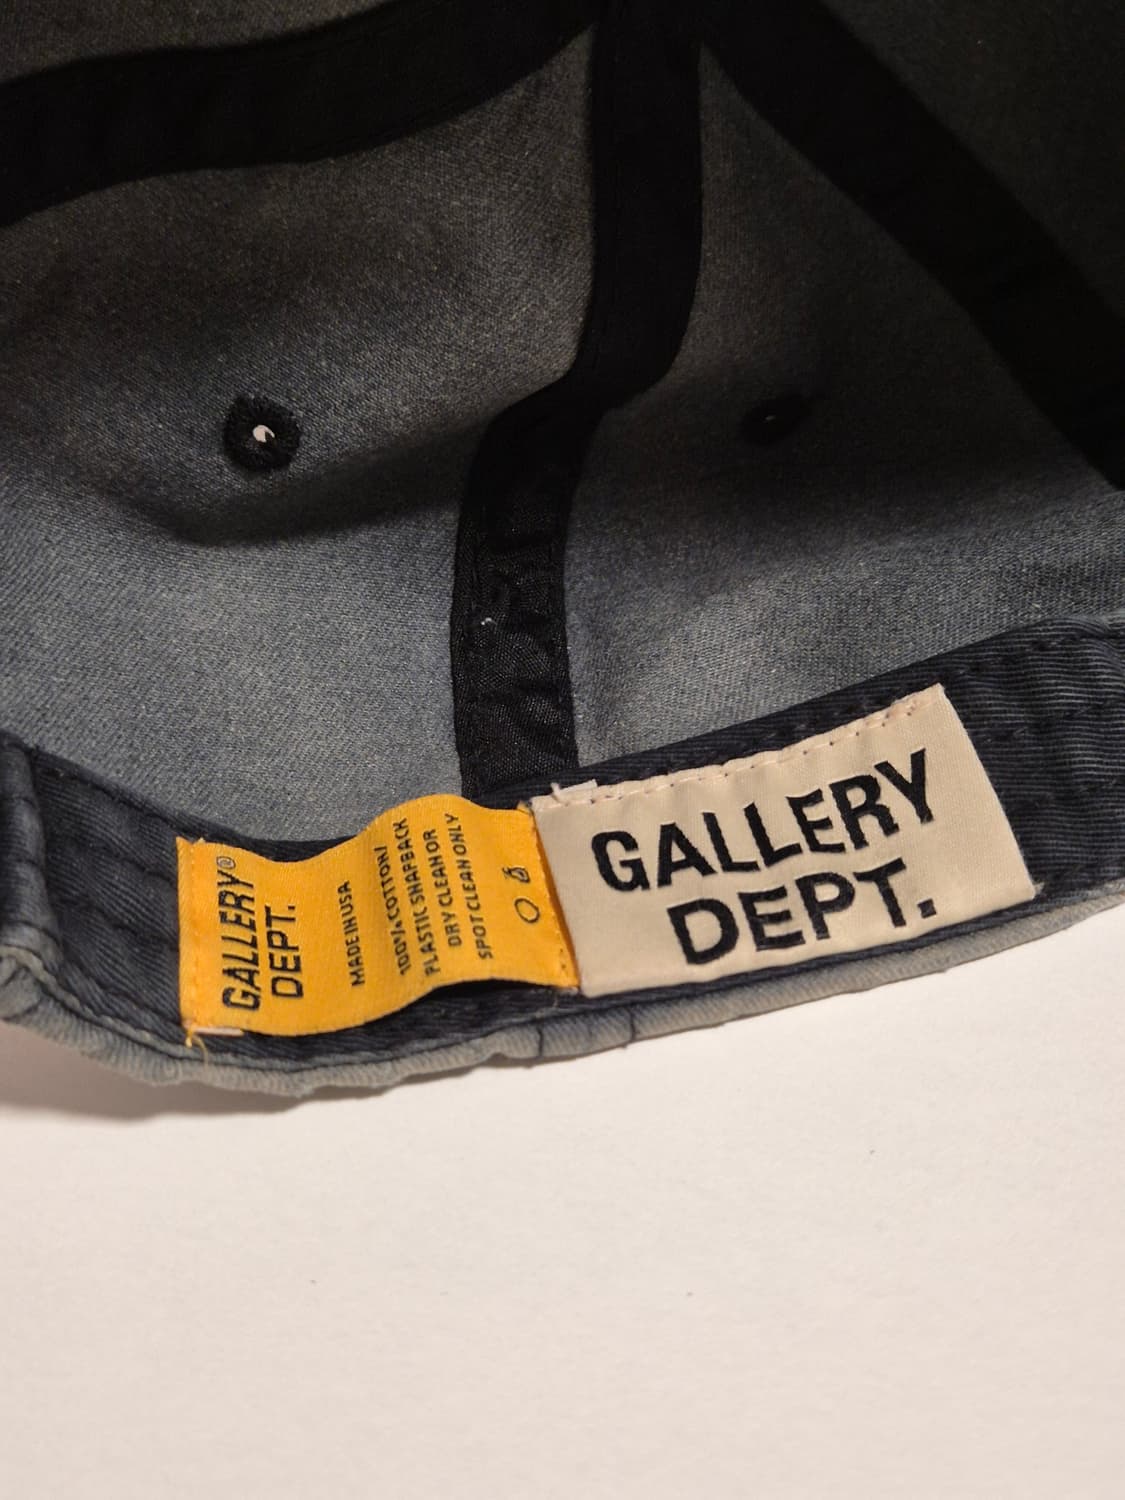 GALLERY®
DEPT.
MADE IN USA
100% COTTON/
PLASTIC SNAPBACK
DRY CLEAN OR
SPOT CLEAN ONLY
GALLERY
DEPT.